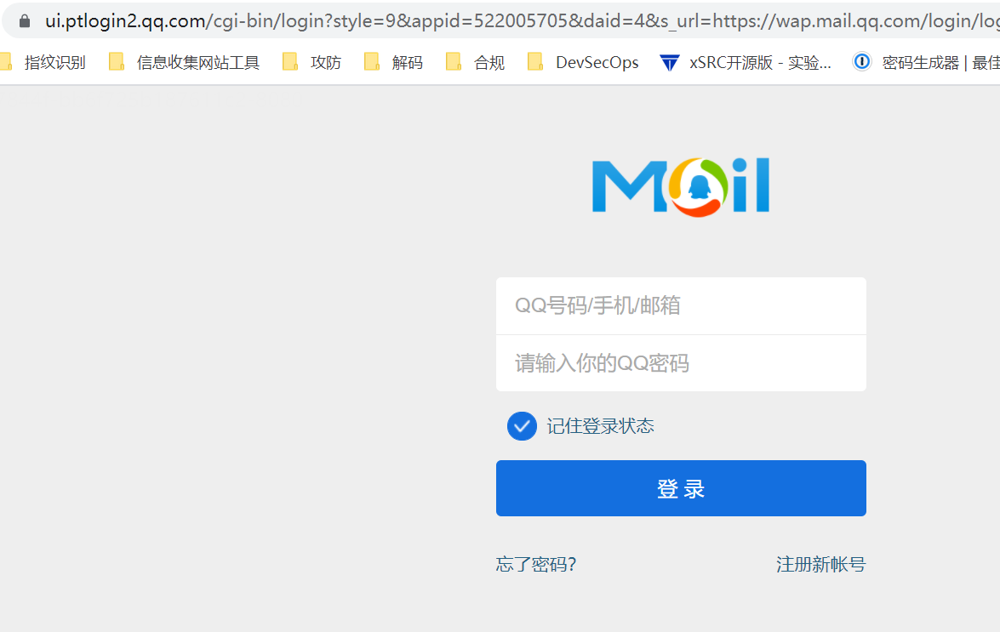 ui.ptlogin2.qq.com/cgi-bin/login?style=9&appid=522005705&daid=4&s_url=https://wap.mail.qq.com/login/log
指纹识别 信息收集网站工具 攻防 解码 合规 DevSecOps xSRC开源版 - 实验... 密码生成器 | 最佳
Mail
QQ号码/手机/邮箱
请输入你的QQ密码
记住登录状态
登 录
忘了密码? 注册新帐号